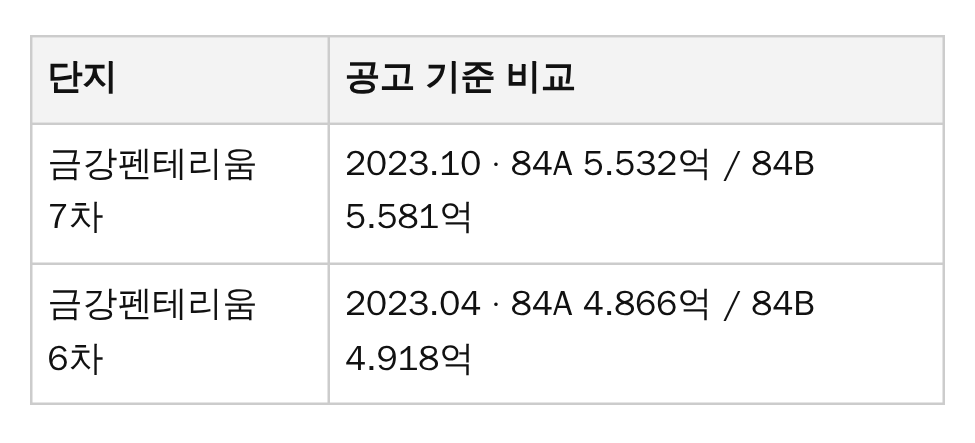 단지
공고 기준 비교
금강펜테리움
7차
2023.10 · 84A 5.532억 / 84B
5.581억
금강펜테리움
6차
2023.04 · 84A 4.866억 / 84B
4.918억